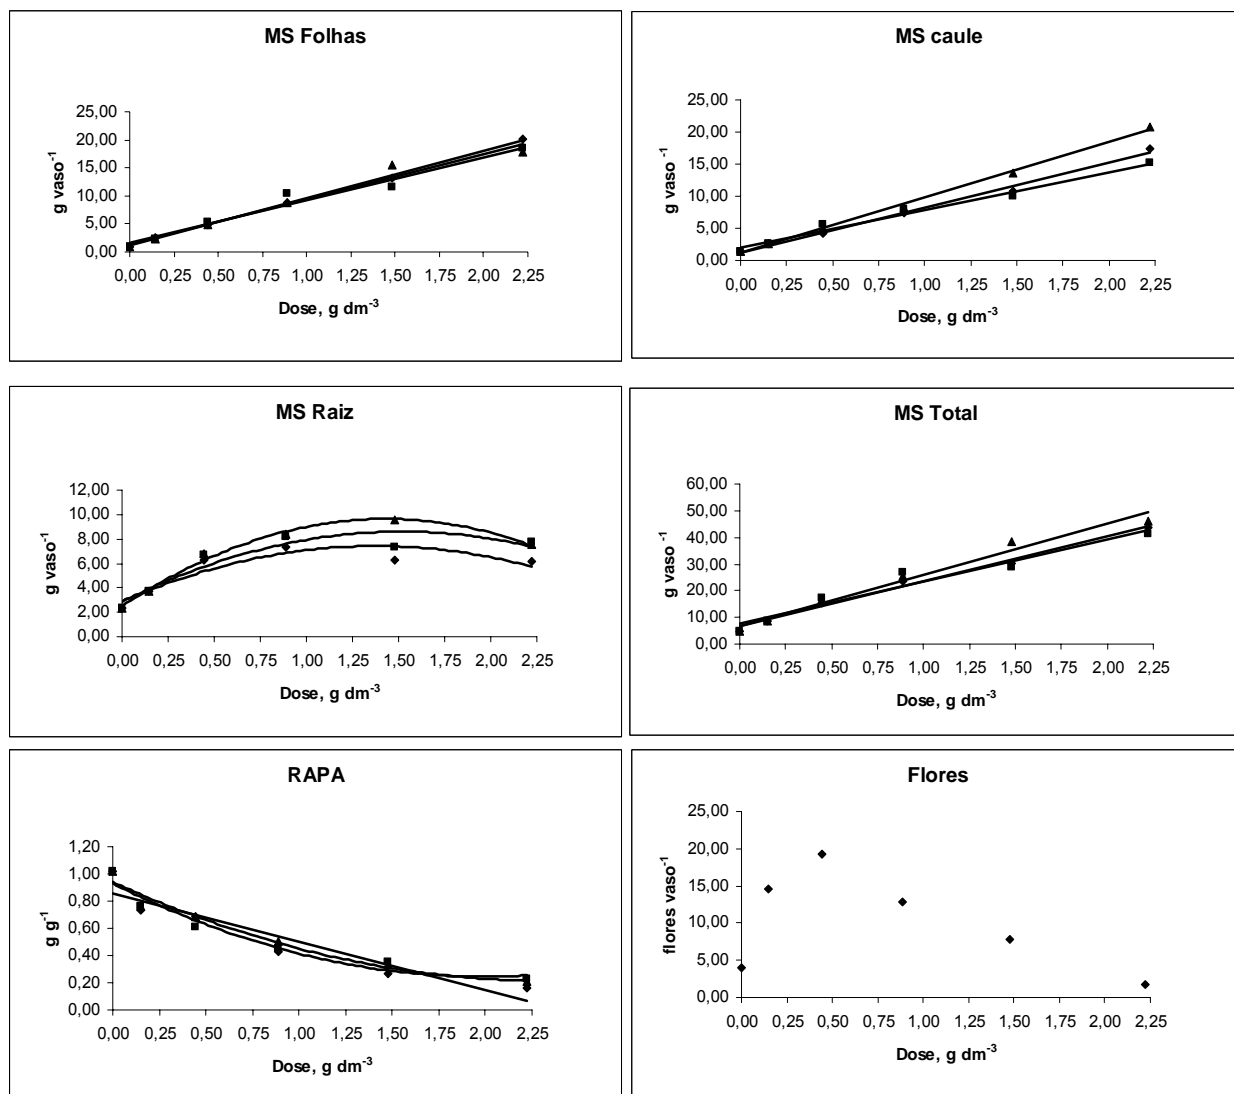 MS Folhas
25,00
20,00
15,00
10,00
5,00
0,00
g vaso-1
0,00 0,25 0,50 0,75 1,00 1,25 1,50 1,75 2,00 2,25
Dose, g dm-3
MS caule
25,00
20,00
15,00
10,00
5,00
0,00
g vaso-1
0,00 0,25 0,50 0,75 1,00 1,25 1,50 1,75 2,00 2,25
Dose, g dm-3
MS Raiz
12,00
10,00
8,00
6,00
4,00
2,00
0,00
g vaso-1
0,00 0,25 0,50 0,75 1,00 1,25 1,50 1,75 2,00 2,25
Dose, g dm-3
MS Total
60,00
50,00
40,00
30,00
20,00
10,00
0,00
g vaso-1
0,00 0,25 0,50 0,75 1,00 1,25 1,50 1,75 2,00 2,25
Dose, g dm-3
RAPA
1,20
1,00
0,80
0,60
0,40
0,20
0,00
g g-1
0,00 0,25 0,50 0,75 1,00 1,25 1,50 1,75 2,00 2,25
Dose, g dm-3
Flores
25,00
20,00
15,00
10,00
5,00
0,00
flores vaso-1
0,00 0,25 0,50 0,75 1,00 1,25 1,50 1,75 2,00 2,25
Dose, g dm-3